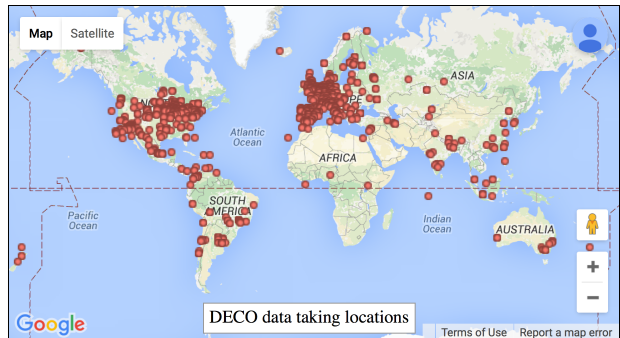 Map Satellite
ASIA
Atlantic
Ocean
AFRICA
SOUTH
AMERICA
Pacific
Ocean
Indian
Ocean
AUSTRALIA
+
−
DECO data taking locations
Google
Terms of Use Report a map error